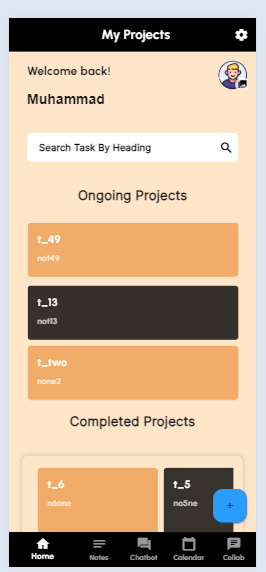 My Projects
Welcome back!
Muhammad
Search Task By Heading
Ongoing Projects
t_49
not49
t_13
not13
t_two
none2
Completed Projects
t_6
n6one
t_5
no5ne
+
Home
Notes
Chatbot
Calendar
Collab